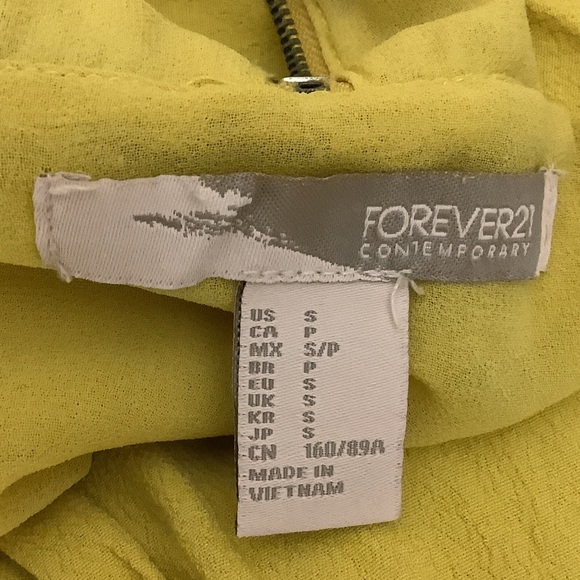 FOREVER21
CONTEMPORARY
US S
CA P
MX S/P
BR P
EU S
UK S
KR S
JP S
CN 160/89A
MADE IN
VIETNAM